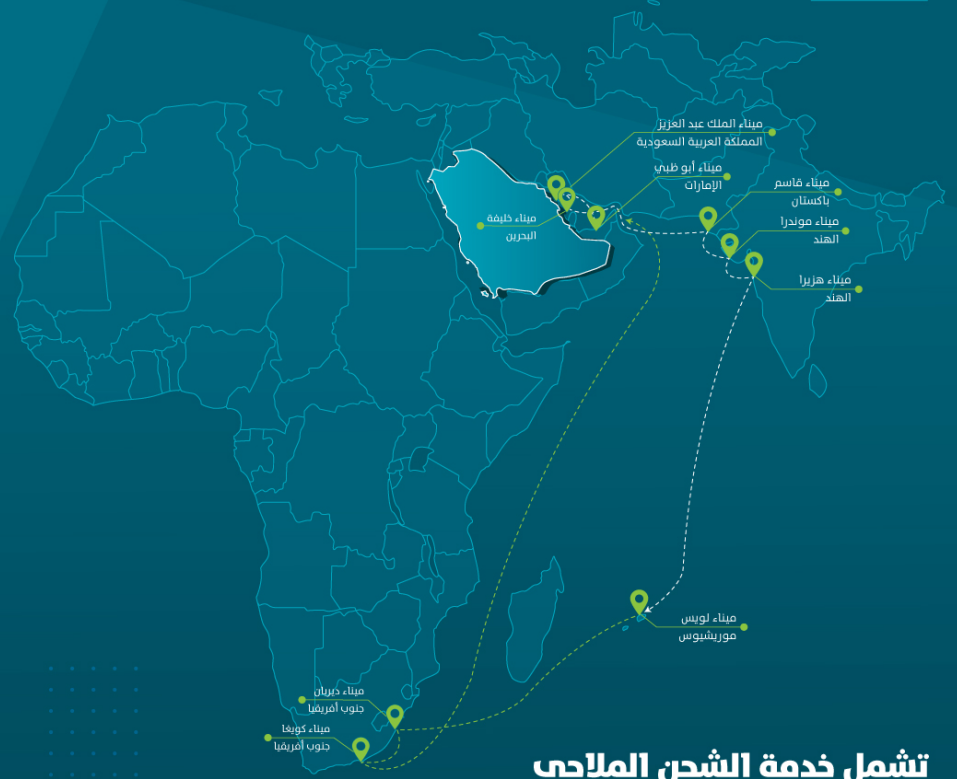 ميناء الملك عبد العزيز
المملكة العربية السعودية
ميناء أبو ظبي
الإمارات
ميناء قاسم
باكستان
ميناء خليفة
البحرين
ميناء موندرا
الهند
ميناء هزيرا
الهند
ميناء لويس
موريشيوس
ميناء ديربان
جنوب أفريقيا
ميناء كويغا
جنوب أفريقيا
تشمل خدمة الشحن الملاحي